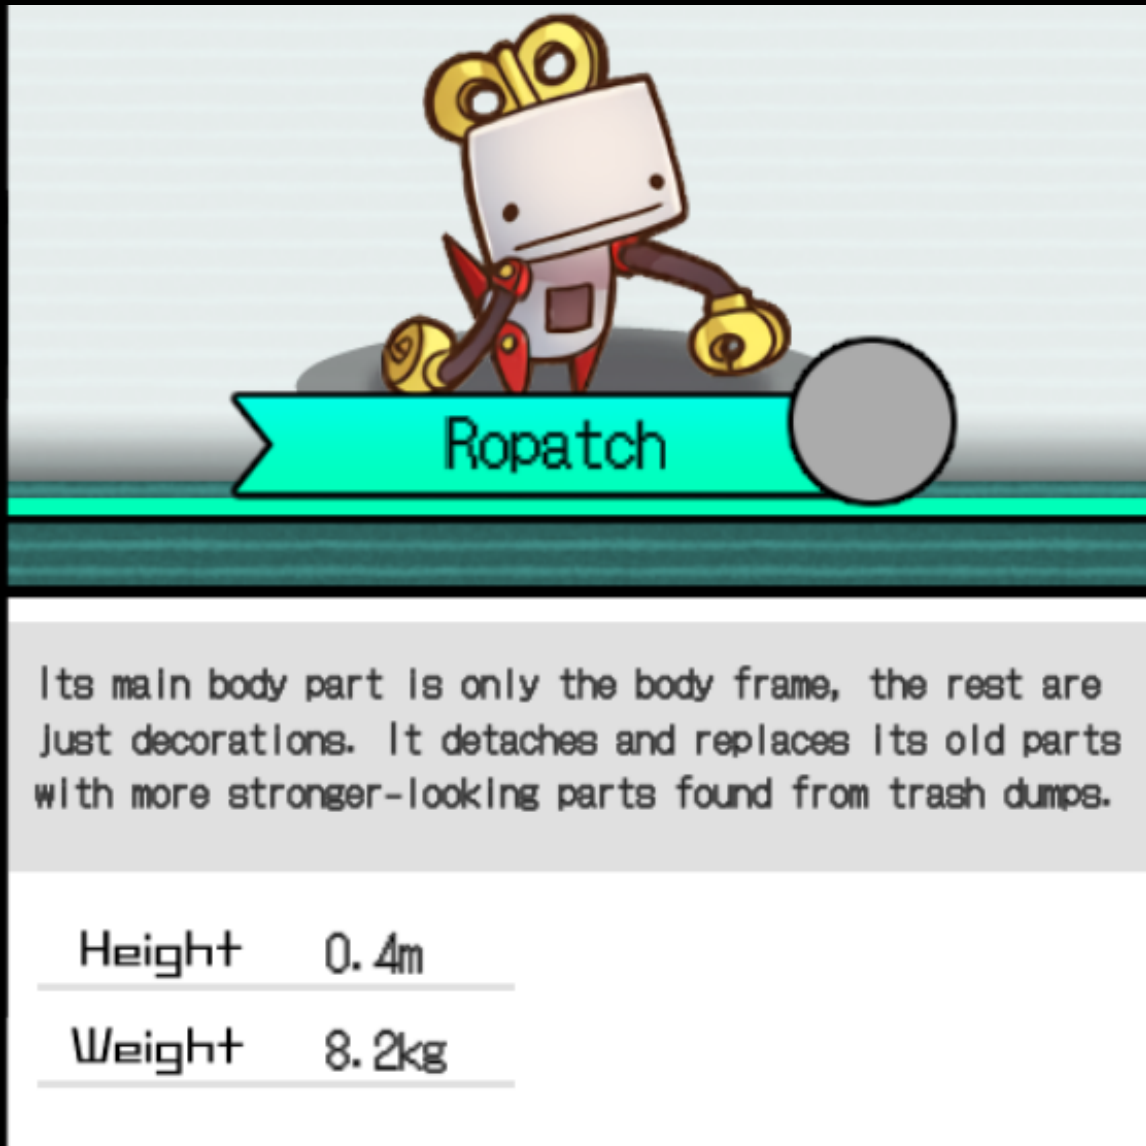 Ropatch
Its main body part is only the body frame, the rest are
just decorations. It detaches and replaces its old parts
with more stronger-looking parts found from trash dumps.
Height 0.4m
Weight 8.2kg